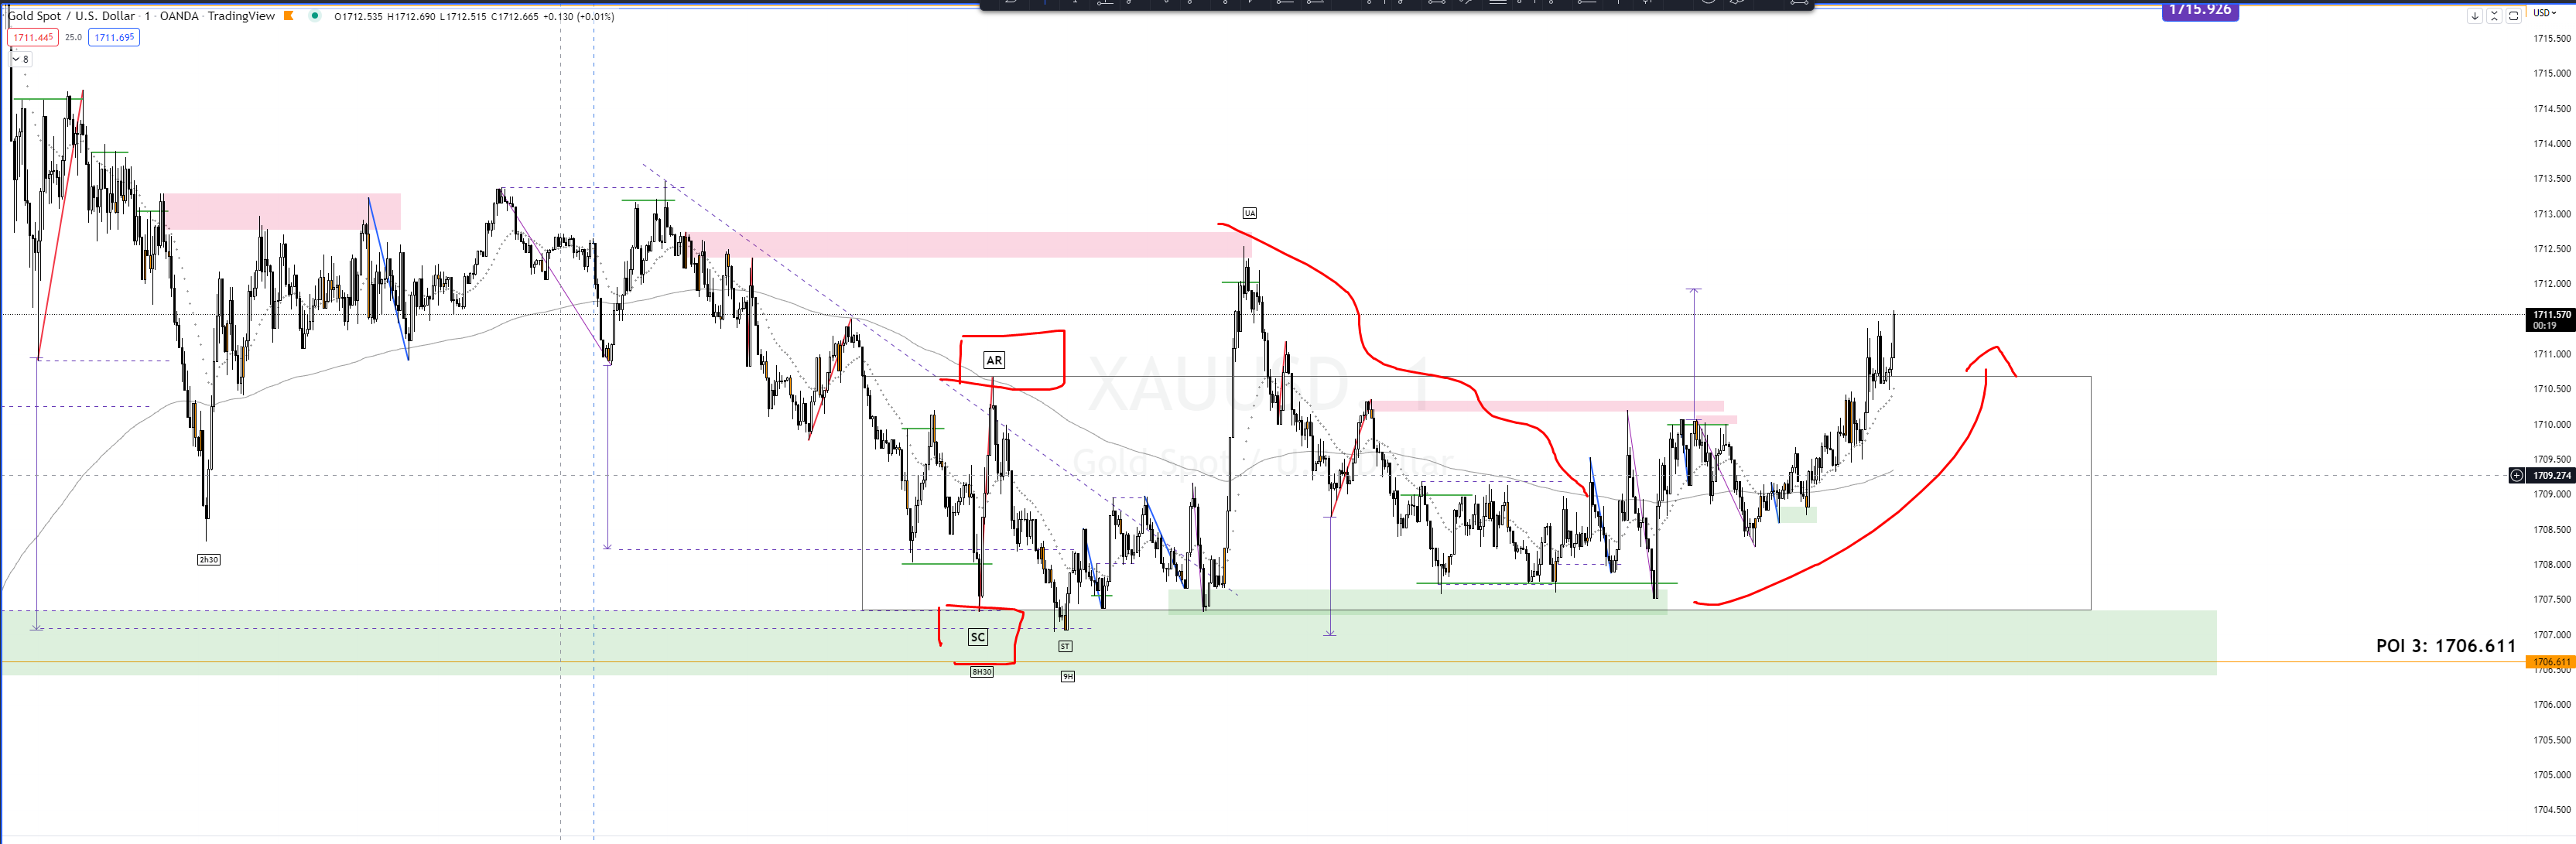 Gold Spot / U.S. Dollar · 1 · OANDA · TradingView O1712.535 H1712.690 L1712.515 C1712.665 +0.130 (+0.01%)
1715.926
USD
1711.445 25.0 1711.695
8
1715.500
1715.000
1714.500
1714.000
1713.500
1713.000
1712.500
1712.000
1711.570
00:19
1711.000
1710.500
1710.000
1709.500
1709.274
1709.000
1708.500
1708.000
1707.500
1707.000
1706.611
1706.500
1706.000
1705.500
1705.000
1704.500
UA
AR
XAUUSD 1
Gold Spot / U.S. Dollar
2h30
SC
ST
8H30
9H
POI 3: 1706.611